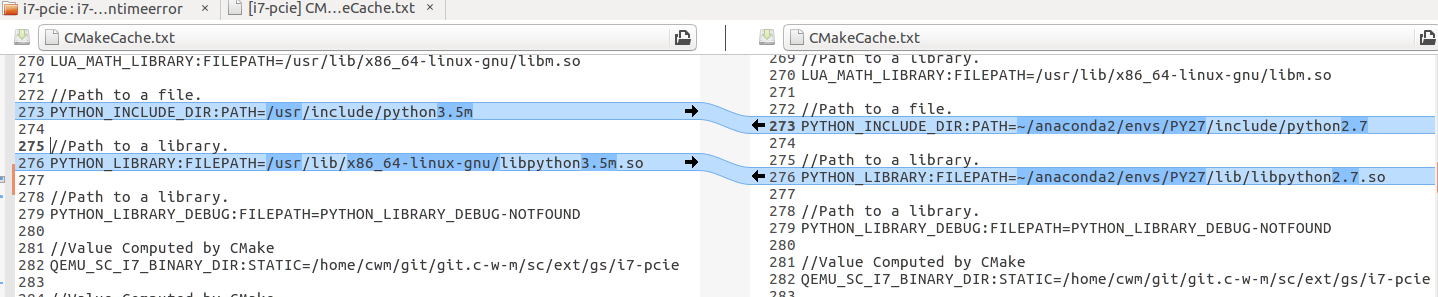 i7-pcie : i7-...ntimeerror ×
[i7-pcie] CM...eCache.txt ×
CMakeCache.txt
270 LUA_MATH_LIBRARY:FILEPATH=/usr/lib/x86_64-linux-gnu/libm.so
271
272 //Path to a file.
273 PYTHON_INCLUDE_DIR:PATH=/usr/include/python3.5m
274
275 //Path to a library.
276 PYTHON_LIBRARY:FILEPATH=/usr/lib/x86_64-linux-gnu/libpython3.5m.so
277
278 //Path to a library.
279 PYTHON_LIBRARY_DEBUG:FILEPATH=PYTHON_LIBRARY_DEBUG-NOTFOUND
280
281 //Value Computed by CMake
282 QEMU_SC_I7_BINARY_DIR:STATIC=/home/cwm/git/git.c-w-m/sc/ext/gs/i7-pcie
283
284 //Value Computed by CMake
CMakeCache.txt
269 //Path to a library.
270 LUA_MATH_LIBRARY:FILEPATH=/usr/lib/x86_64-linux-gnu/libm.so
271
272 //Path to a file.
273 PYTHON_INCLUDE_DIR:PATH=~/anaconda2/envs/PY27/include/python2.7
274
275 //Path to a library.
276 PYTHON_LIBRARY:FILEPATH=~/anaconda2/envs/PY27/lib/libpython2.7.so
277
278 //Path to a library.
279 PYTHON_LIBRARY_DEBUG:FILEPATH=PYTHON_LIBRARY_DEBUG-NOTFOUND
280
281 //Value Computed by CMake
282 QEMU_SC_I7_BINARY_DIR:STATIC=/home/cwm/git/git.c-w-m/sc/ext/gs/i7-pcie
283